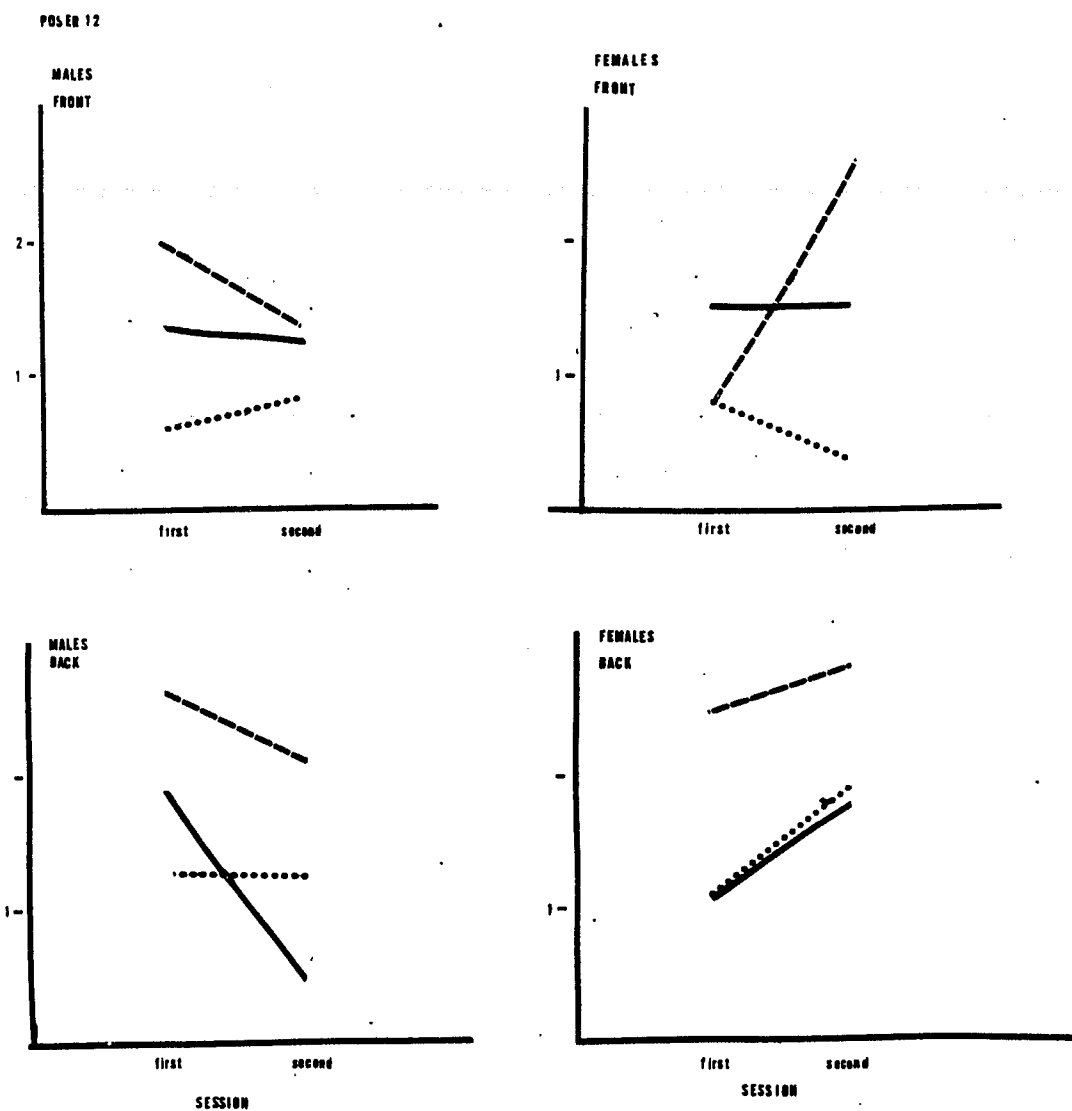 POSER 12
MALES
FRONT
2
1
first second
FEMALES
FRONT
1
first second
MALES
BACK
1
first second
SESSION
FEMALES
BACK
1
first second
SESSION